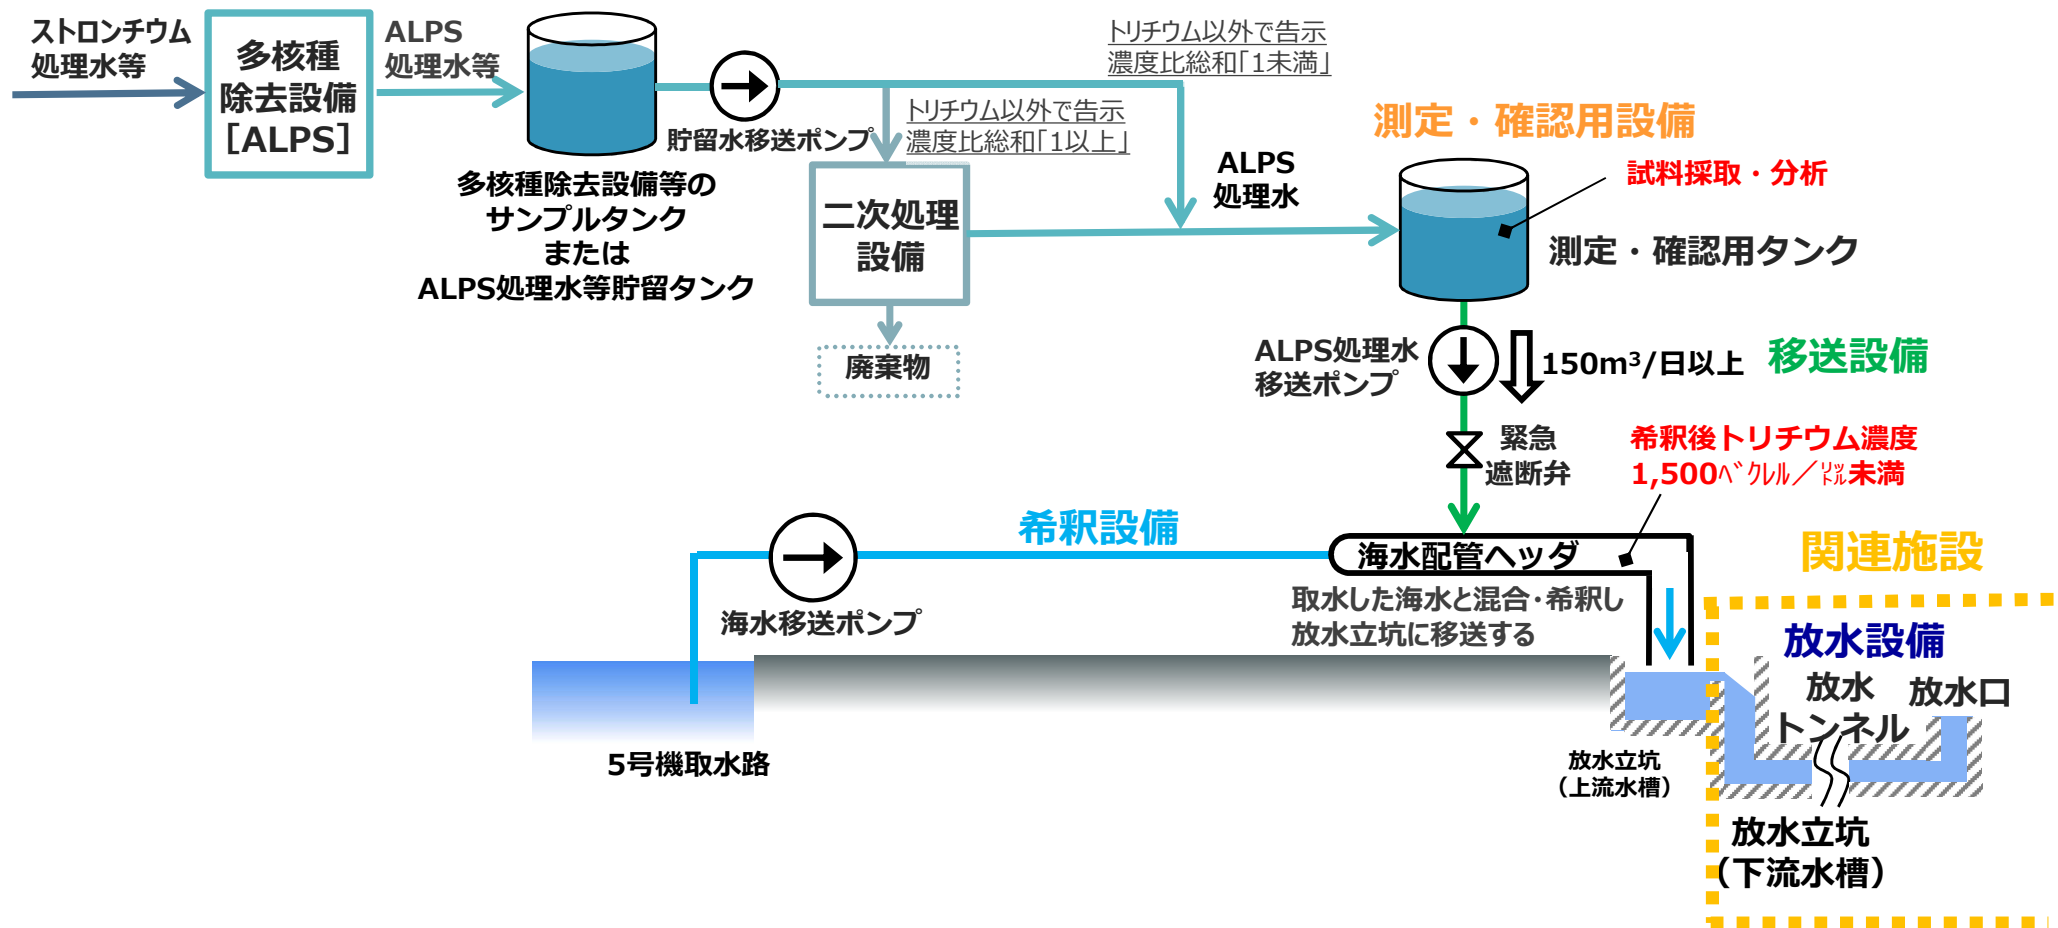 ストロンチウム
処理水等
多核種
除去設備
［ALPS］
ALPS
処理水等
多核種除去設備等の
サンプルタンク
または
ALPS処理水等貯留タンク
貯留水移送ポンプ
トリチウム以外で告示
濃度比総和「1未満」
トリチウム以外で告示
濃度比総和「1以上」
二次処理
設備
廃棄物
ALPS
処理水
測定・確認用設備
試料採取・分析
測定・確認用タンク
ALPS処理水
移送ポンプ
150m³/日以上
移送設備
緊急
遮断弁
希釈後トリチウム濃度
1,500ﾍﾞｸﾚﾙ／㍑未満
希釈設備
海水配管ヘッダ
関連施設
海水移送ポンプ
取水した海水と混合･希釈し
放水立坑に移送する
放水設備
放水
トンネル
放水口
5号機取水路
放水立坑
（上流水槽）
放水立坑
（下流水槽）